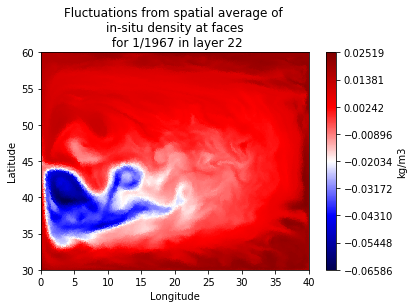 Fluctuations from spatial average of
in-situ density at faces
for 1/1967 in layer 22
60
55
50
45
40
35
30
Latitude
0 5 10 15 20 25 30 35 40
Longitude
0.02519
0.01381
0.00242
−0.00896
−0.02034
−0.03172
−0.04310
−0.05448
−0.06586
kg/m3